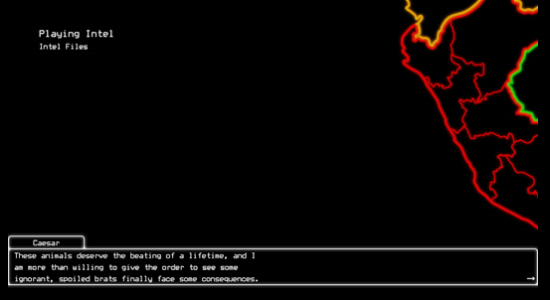 Playing Intel
Intel Files
Caesar
These animals deserve the beating of a lifetime, and I
am more than willing to give the order to see some
ignorant, spoiled brats finally face some consequences.
→